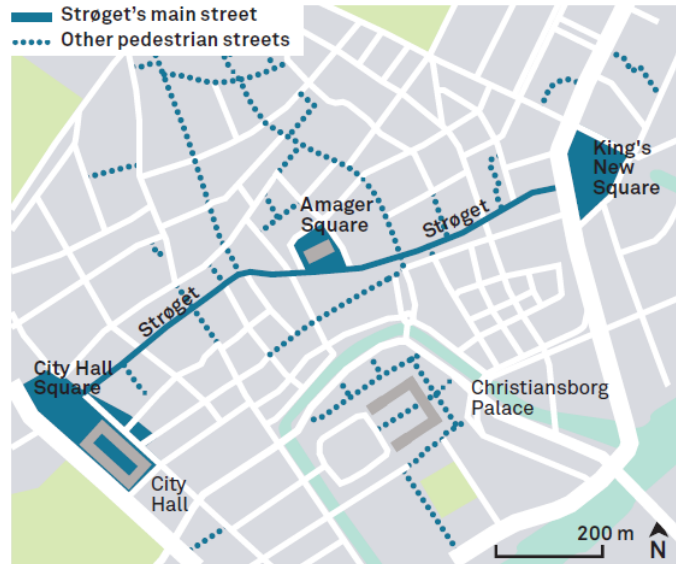 Strøget's main street
Other pedestrian streets
King's
New
Square
Amager
Square
Strøget
Strøget
City Hall
Square
Christiansborg
Palace
City
Hall
200 m
N